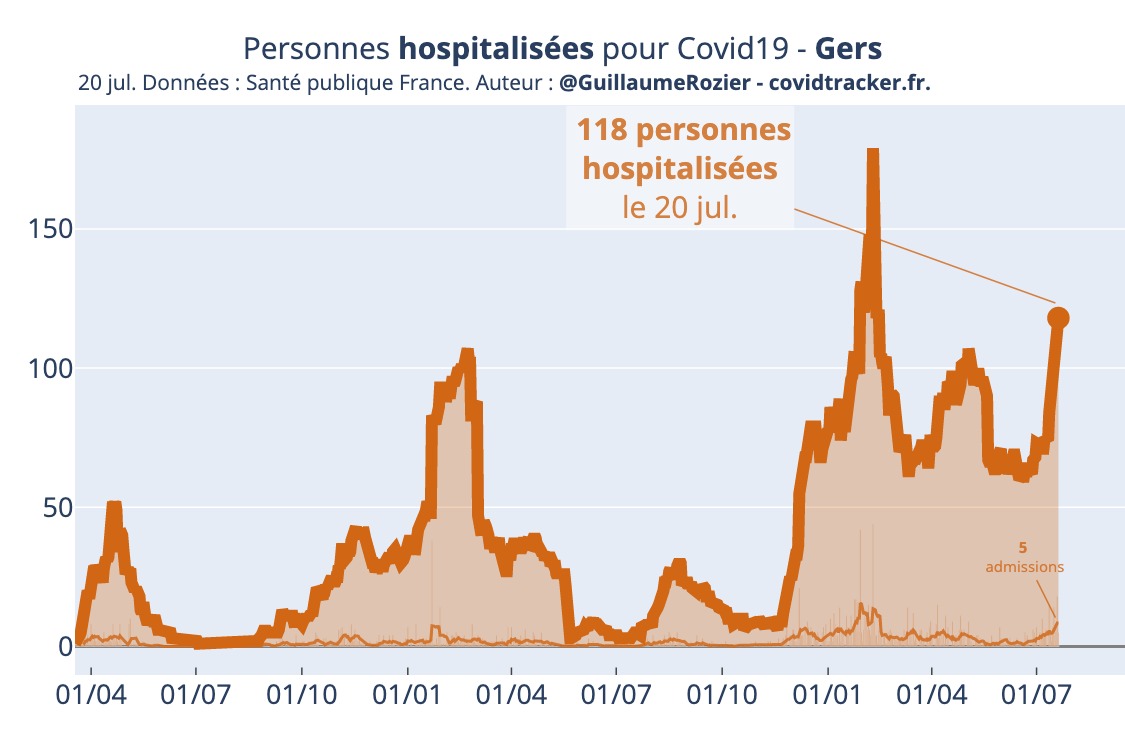 Personnes hospitalisées pour Covid19 - Gers
20 jul. Données : Santé publique France. Auteur : @GuillaumeRozier - covidtracker.fr.
118 personnes
hospitalisées
le 20 jul.
150
100
50
0
5
admissions
01/04 01/07 01/10 01/01 01/04 01/07 01/10 01/01 01/04 01/07